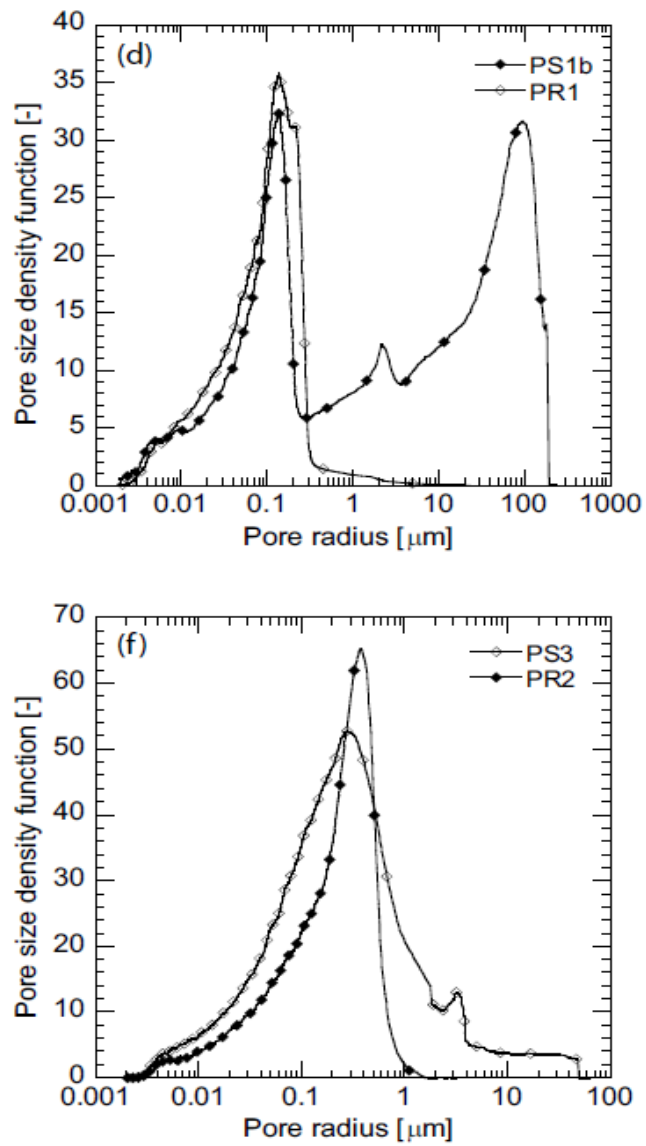 (d)
PS1b
PR1
Pore size density function [-]
40
35
30
25
20
15
10
5
0
0.001 0.01 0.1 1 10 100 1000
Pore radius [μm]
(f)
PS3
PR2
Pore size density function [-]
70
60
50
40
30
20
10
0
0.001 0.01 0.1 1 10 100
Pore radius [μm]